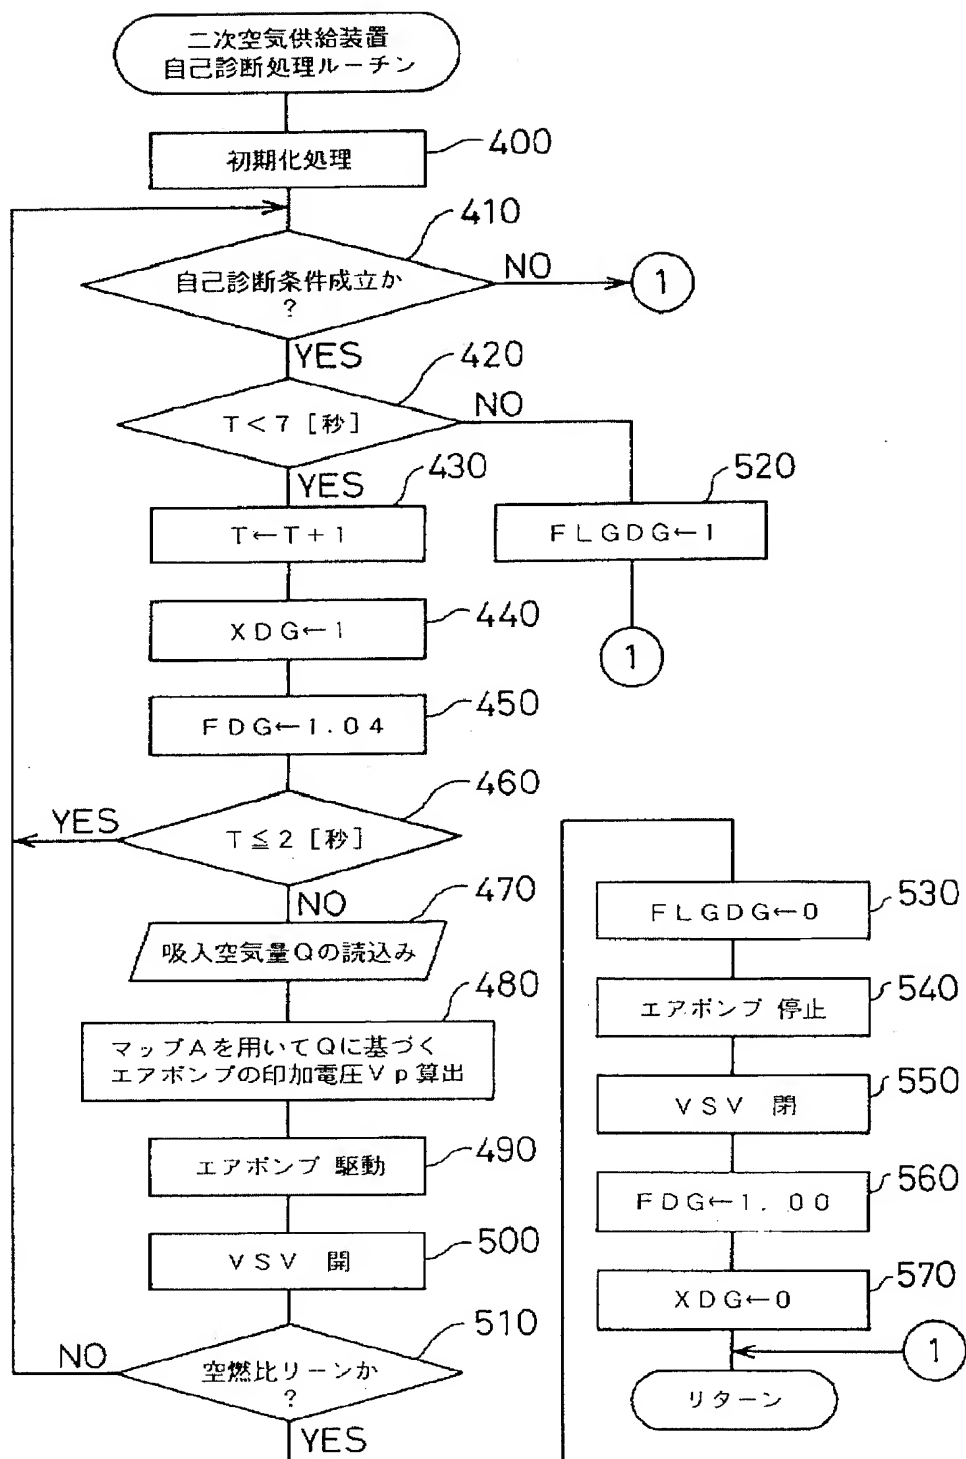 二次空気供給装置
自己診断処理ルーチン
400
初期化処理
410
自己診断条件成立か
?
NO
1
YES
420
T<7[秒]
NO
YES
430
T←T+1
520
FLGDG←1
1
440
XDG←1
450
FDG←1.04
460
T≦2[秒]
YES
NO
470
吸入空気量Qの読込み
480
マップAを用いてQに基づく
エアポンプの印加電圧Vp算出
490
エアポンプ 駆動
500
VSV 開
510
空燃比リーンか
?
NO
YES
530
FLGDG←0
540
エアポンプ 停止
550
VSV 閉
560
FDG←1.00
570
XDG←0
1
リターン